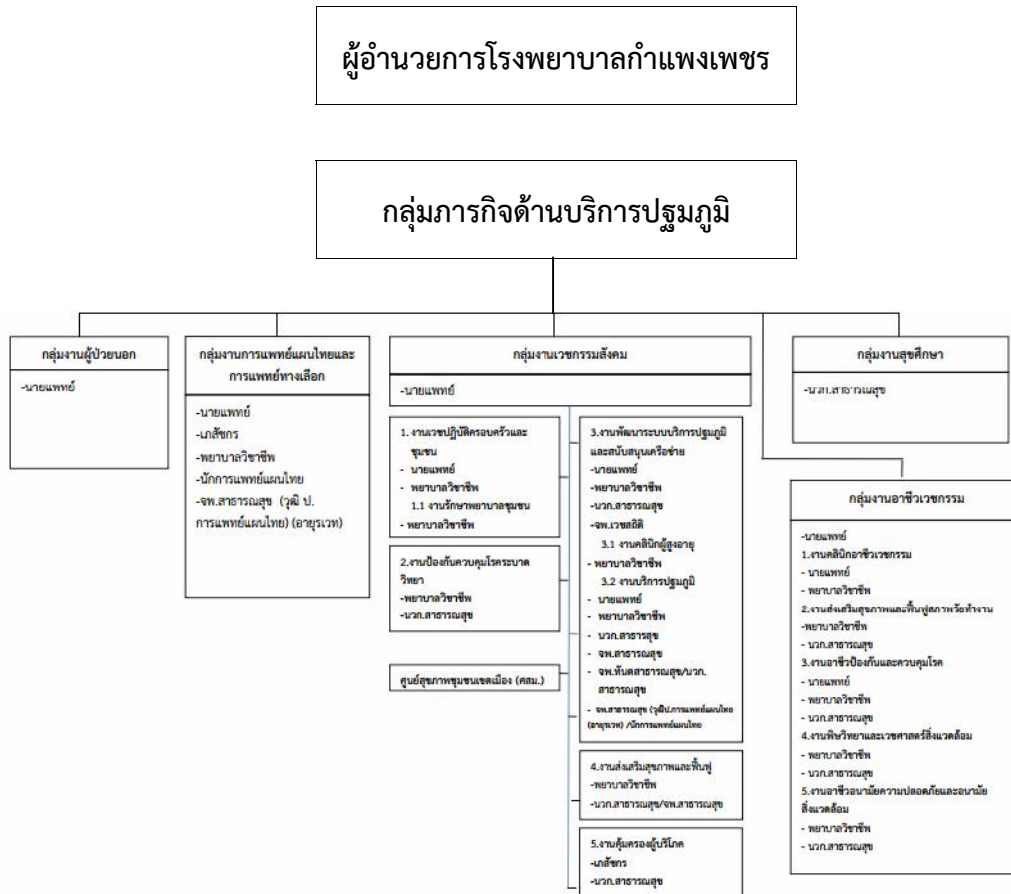 ผู้อำนวยการโรงพยาบาลกำแพงเพชร
กลุ่มภารกิจด้านบริการปฐมภูมิ
กลุ่มงานผู้ป่วยนอก
-นายแพทย์
กลุ่มงานการแพทย์แผนไทยและ
การแพทย์ทางเลือก
-นายแพทย์
-เภสัชกร
-พยาบาลวิชาชีพ
-นักการแพทย์แผนไทย
-จพ.สาธารณสุข (วุฒิ ป.
การแพทย์แผนไทย) (อายุรเวท)
กลุ่มงานเวชกรรมสังคม
-นายแพทย์
1. งานเวชปฏิบัติครอบครัวและ
ชุมชน
- นายแพทย์
- พยาบาลวิชาชีพ
1.1 งานรักษาพยาบาลชุมชน
- พยาบาลวิชาชีพ
2.งานป้องกันควบคุมโรคระบาด
วิทยา
-พยาบาลวิชาชีพ
-นวก.สาธารณสุข
ศูนย์สุขภาพชุมชนเขตเมือง (ศสม.)
3.งานพัฒนาระบบบริการปฐมภูมิ
และสนับสนุนเครือข่าย
-นายแพทย์
-พยาบาลวิชาชีพ
-นวก.สาธารณสุข
-จพ.เวชสถิติ
3.1 งานคลินิกผู้สูงอายุ
- พยาบาลวิชาชีพ
3.2 งานบริการปฐมภูมิ
- นายแพทย์
- พยาบาลวิชาชีพ
- นวก.สาธารสุข
- จพ.สาธารณสุข
- จพ.ทันตสาธารณสุข/นวก.
สาธารณสุข
- จพ.สาธารณสุข (วุฒิป.การแพทย์แผนไทย
(อายุรเวท) /นักการแพทย์แผนไทย
4.งานส่งเสริมสุขภาพและฟื้นฟู
-พยาบาลวิชาชีพ
-นวก.สาธารณสุข/จพ.สาธารณสุข
5.งานคุ้มครองผู้บริโภค
-เภสัชกร
-นวก.สาธารณสุข
กลุ่มงานสุขศึกษา
-นวก.สาธารณสุข
กลุ่มงานอาชีวเวชกรรม
-นายแพทย์
1.งานคลินิกอาชีวเวชกรรม
- นายแพทย์
- พยาบาลวิชาชีพ
2.งานส่งเสริมสุขภาพและฟื้นฟูสภาพวัยทำงาน
-พยาบาลวิชาชีพ
- นวก.สาธารณสุข
3.งานอาชีวป้องกันและควบคุมโรค
- นายแพทย์
- พยาบาลวิชาชีพ
- นวก.สาธารณสุข
4.งานพิษวิทยาและเวชศาสตร์สิ่งแวดล้อม
- พยาบาลวิชาชีพ
- นวก.สาธารณสุข
5.งานอาชีวอนามัยความปลอดภัยและอนามัย
สิ่งแวดล้อม
- พยาบาลวิชาชีพ
- นวก.สาธารณสุข